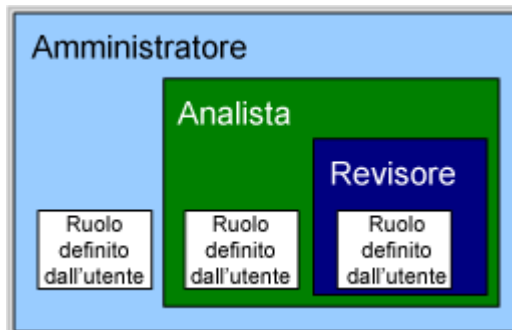 Amministratore
Analista
Revisore
Ruolo
definito
dall'utente
Ruolo
definito
dall'utente
Ruolo
definito
dall'utente